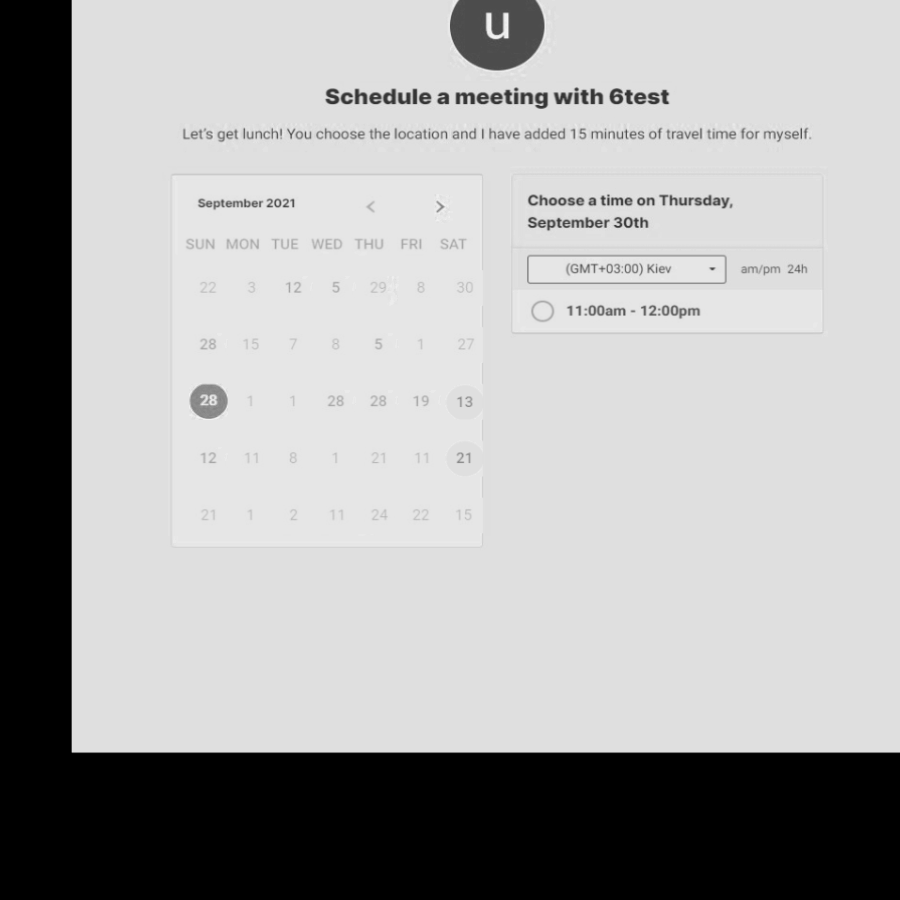 u
Schedule a meeting with 6test
Let's get lunch! You choose the location and I have added 15 minutes of travel time for myself.
September 2021 < >
SUN MON TUE WED THU FRI SAT
22 3 12 5 29 8 30
28 15 7 8 5 1 27
28 1 1 28 28 19 13
12 11 8 1 21 11 21
21 1 2 11 24 22 15
Choose a time on Thursday,
September 30th
(GMT+03:00) Kiev am/pm 24h
11:00am - 12:00pm